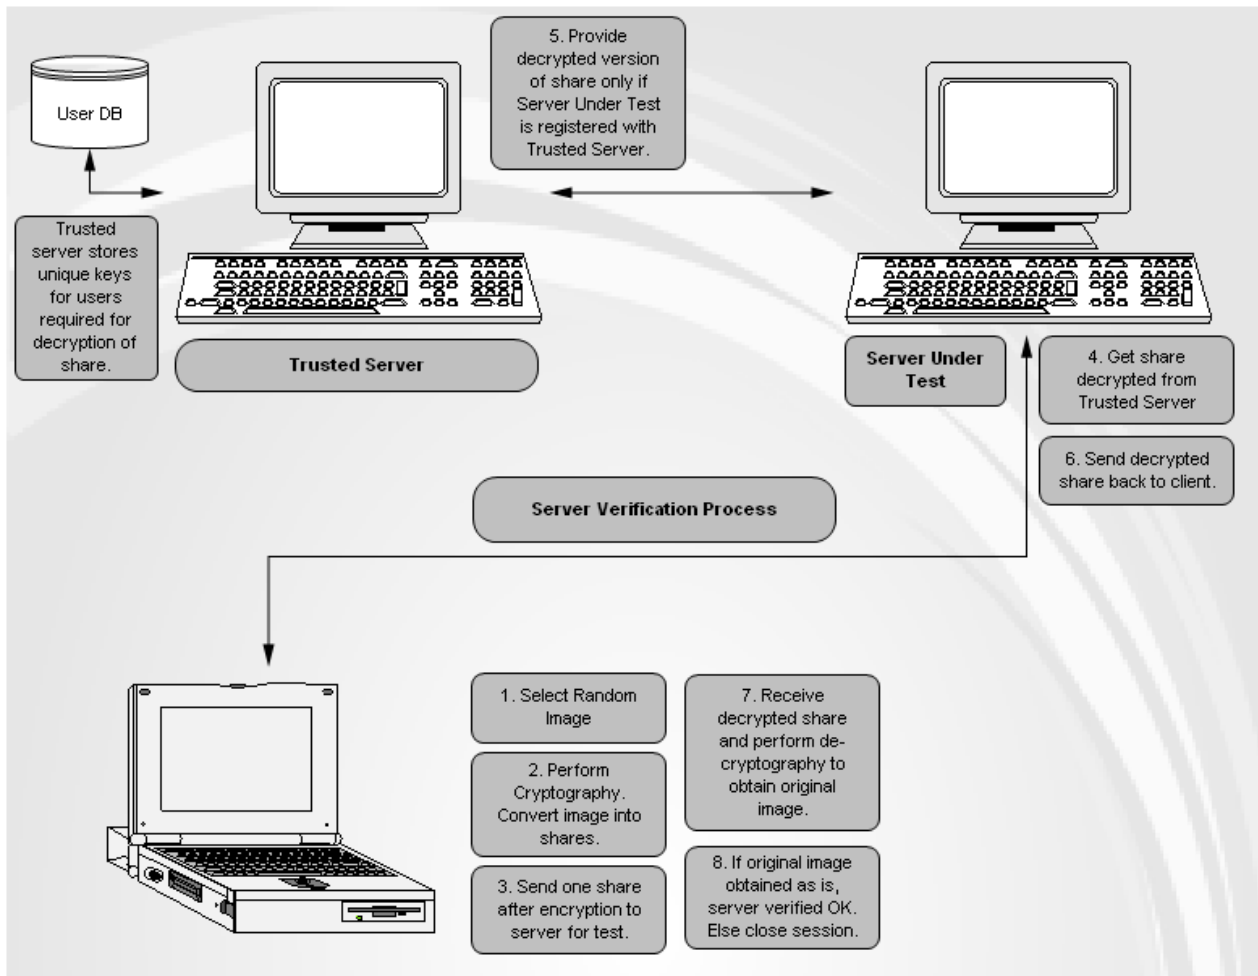 User DB
5. Provide
decrypted version
of share only if
Server Under Test
is registered with
Trusted Server.
Trusted
server stores
unique keys
for users
required for
decryption of
share.
Trusted Server
Server Under
Test
4. Get share
decrypted from
Trusted Server
6. Send decrypted
share back to client.
Server Verification Process
1. Select Random
Image
2. Perform
Cryptography.
Convert image into
shares.
3. Send one share
after encryption to
server for test.
7. Receive
decrypted share
and perform de-
cryptography to
obtain original
image.
8. If original image
obtained as is,
server verified OK.
Else close session.